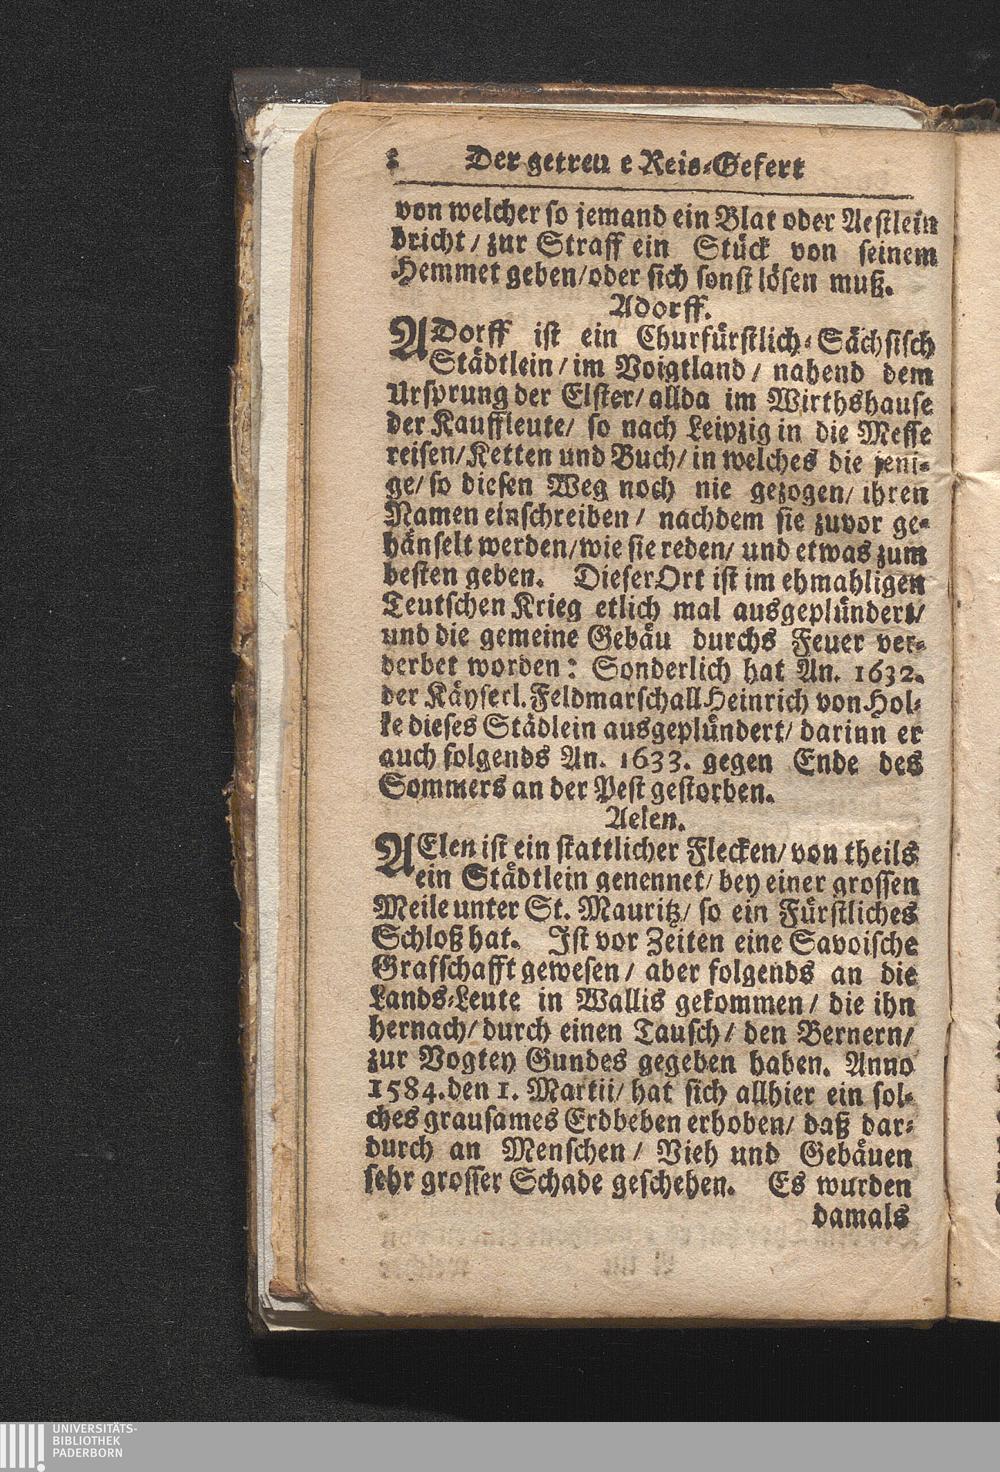 2 Der getreu e Reis-Gefert
von welcher so jemand ein Blat oder Aestlein
bricht / zur Straff ein Stück von seinem
Hemmet geben/oder sich sonst lösen muß.
Adorff.
ADorff ist ein Churfürstlich-Sächsisch
Städtlein / im Voigtland / nahend dem
Ursprung der Elster/ allda im Wirthshause
der Kauffleute/ so nach Leipzig in die Messe
reisen/Ketten und Buch/ in welches die jeni-
ge/ so diesen Weg noch nie gezogen/ ihren
Namen einschreiben / nachdem sie zuvor ge-
hänselt werden/wie sie reden/ und etwas zum
besten geben. Dieser Ort ist im ehmahligen
Teutschen Krieg etlich mal ausgeplündert/
und die gemeine Gebäu durchs Feuer ver-
derbet worden: Sonderlich hat An. 1632.
der Käyserl. Feldmarschall Heinrich von Hol-
ke dieses Städlein ausgeplündert/ darinn er
auch folgends An. 1633. gegen Ende des
Sommers an der Pest gestorben.
Aelen.
AElen ist ein stattlicher Flecken/ von theils
ein Städtlein genennet/ bey einer grossen
Meile unter St. Mauritz/ so ein Fürstliches
Schloß hat. Ist vor Zeiten eine Savoische
Grafschafft gewesen / aber folgends an die
Lands-Leute in Wallis gekommen / die ihn
hernach/ durch einen Tausch/ den Bernern/
zur Vogtey Gundes gegeben haben. Anno
1584. den 1. Martii/ hat sich allhier ein sol-
ches grausames Erdbeben erhoben/ daß dar-
durch an Menschen / Vieh und Gebäuen
sehr grosser Schade geschehen. Es wurden
damals
UNIVERSITÄTS-
BIBLIOTHEK
PADERBORN